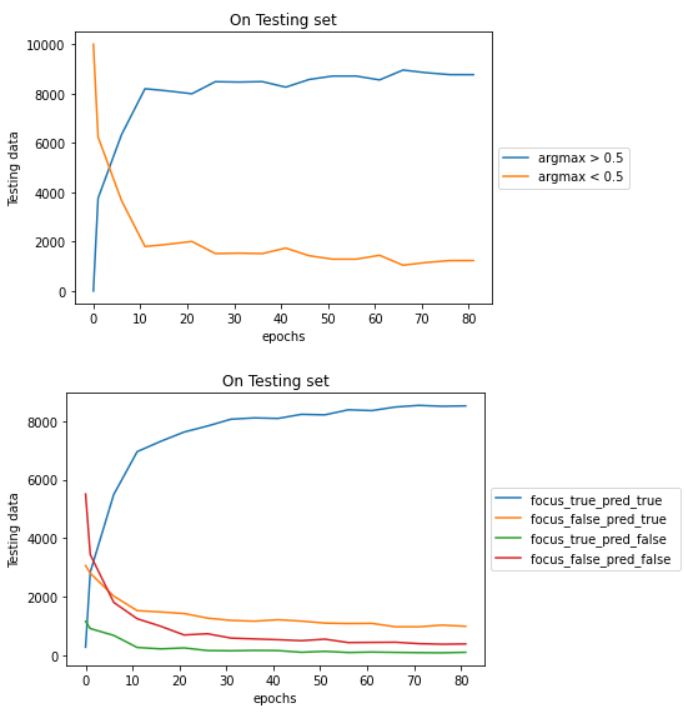 On Testing set
10000
8000
6000
4000
2000
0
Testing data
0 10 20 30 40 50 60 70 80
epochs
argmax > 0.5
argmax < 0.5
On Testing set
8000
6000
4000
2000
0
Testing data
0 10 20 30 40 50 60 70 80
epochs
focus_true_pred_true
focus_false_pred_true
focus_true_pred_false
focus_false_pred_false